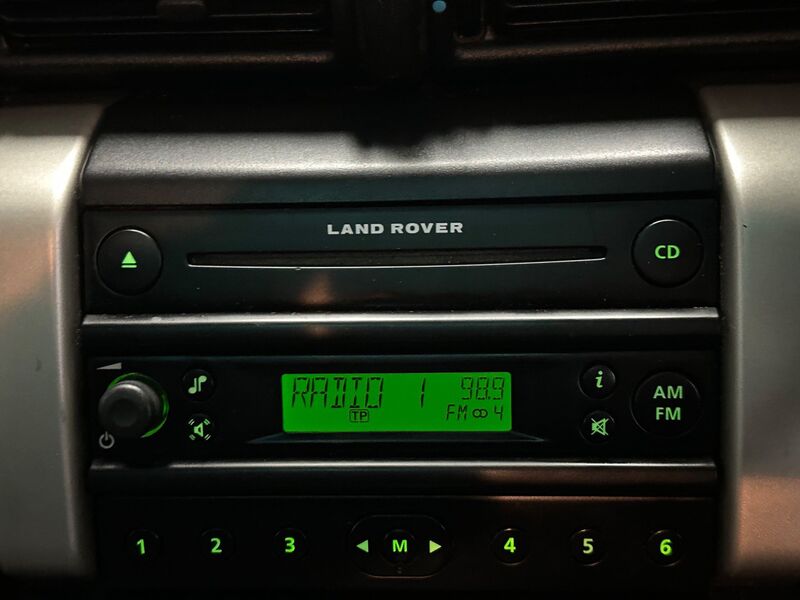 LAND ROVER
CD
RADIO 1 98.9
TP FM 4
i
AM
FM
1 2 3 M 4 5 6